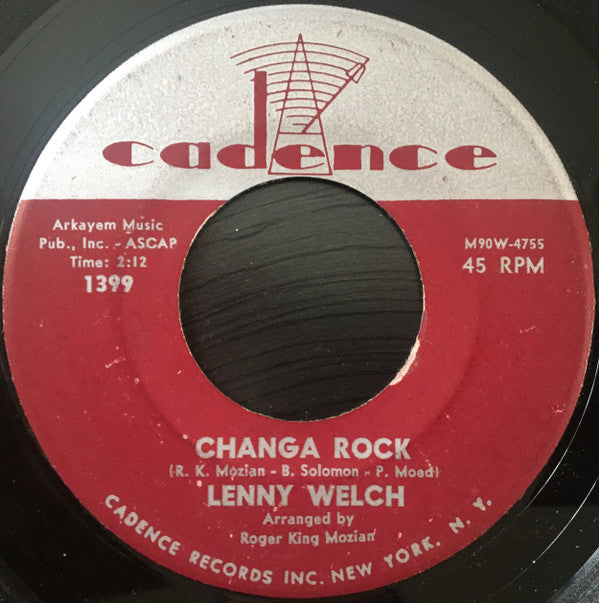 cadence
Arkayem Music
Pub., Inc. - ASCAP
Time: 2:12
1399
M90W-4755
45 RPM
CHANGA ROCK
(R. K. Mozian - B. Solomon - P. Moed)
LENNY WELCH
Arranged by
Roger King Mozian
CADENCE RECORDS INC. NEW YORK, N. Y.